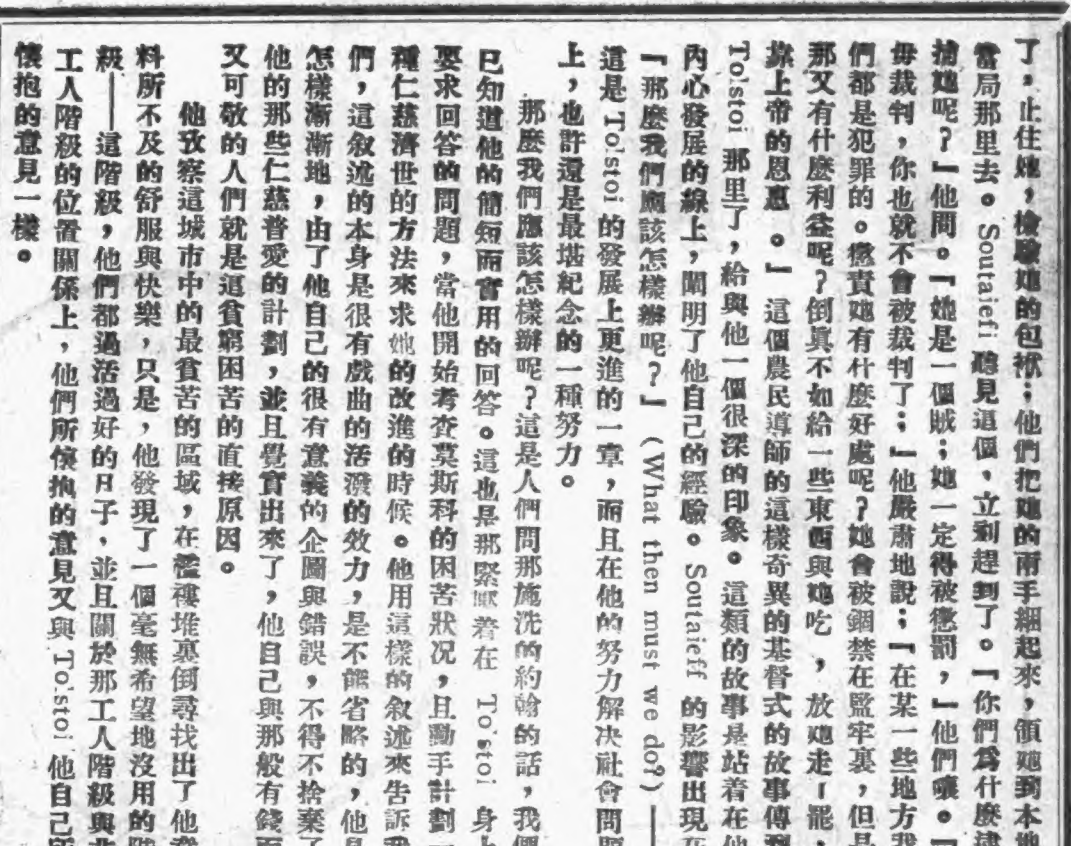 了，止住她，檢驗她的包袱；他們把她的兩手綑起來，領她到本地
當局那里去。Soutaieff 聽見這個，立刻趕到了。『你們爲什麼逮
捕她呢？』他問。『她是一個賊；她一定得被懲罰，』他們嚷。『
毋裁判，你也就不會被裁判了；』他嚴肅地說；『在某一些地方我
們都是犯罪的。懲責她有什麼好處呢？她會被錮禁在監牢裏，但是
那又有什麼利益呢？倒眞不如給一些東西與她吃，放她走！罷，
靠上帝的恩惠。』這個農民導師的這樣奇異的基督式的故事傳到
To'stoi 那里了，給與他一個很深的印象。這類的故事是站着在他
內心發展的線上，闡明了他自己的經驗。Soutaieff 的影響出現在
『那麼我們應該怎樣辦呢？』（What then must we do?）——
這是 To'stoi 的發展上更進的一章，而且在他的努力解决社會問題
上，也許還是最堪紀念的一種努力。
那麼我們應該怎樣辦呢？這是人們問那施洗的約翰的話，我們
已知道他的簡短而實用的回答。這也是那緊 着在 To'stoi 身上
要求回答的問題，當他開始考查莫斯科的困苦狀况，且動手計劃一
種仁慈濟世的方法來求她的改進的時候。他用這樣的敘述來告訴我
們，這敘述的本身是很有戲曲的活潑的效力，是不能省略的，他是
怎樣漸漸地，由了他自己的很有意義的企圖與錯誤，不得不捨棄了
他的那些仁慈普愛的計劃，並且覺實出來了，他自己與那般有錢而
又可敬的人們就是這貧窮困苦的直接原因。
他攷察這城市中的最貧苦的區域，在襤褸堆裏倒尋找出了他意
料所不及的舒服與快樂，只是，他發現了一個毫無希望地沒用的階
級——這階級，他們都過活過好的日子，並且關於那工人階級與非
工人階級的位置關係上，他們所懷抱的意見又與 To'stoi 他自己所
懷抱的意見一樣。